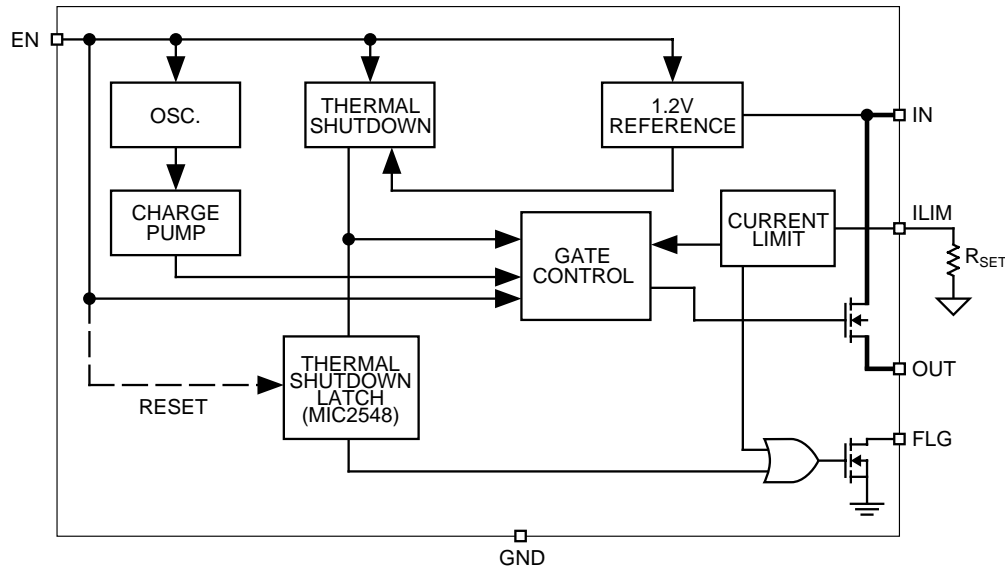 EN
OSC.
THERMAL
SHUTDOWN
1.2V
REFERENCE
IN
CHARGE
PUMP
GATE
CONTROL
CURRENT
LIMIT
ILIM
RSET
THERMAL
SHUTDOWN
LATCH
(MIC2548)
RESET
OUT
FLG
GND